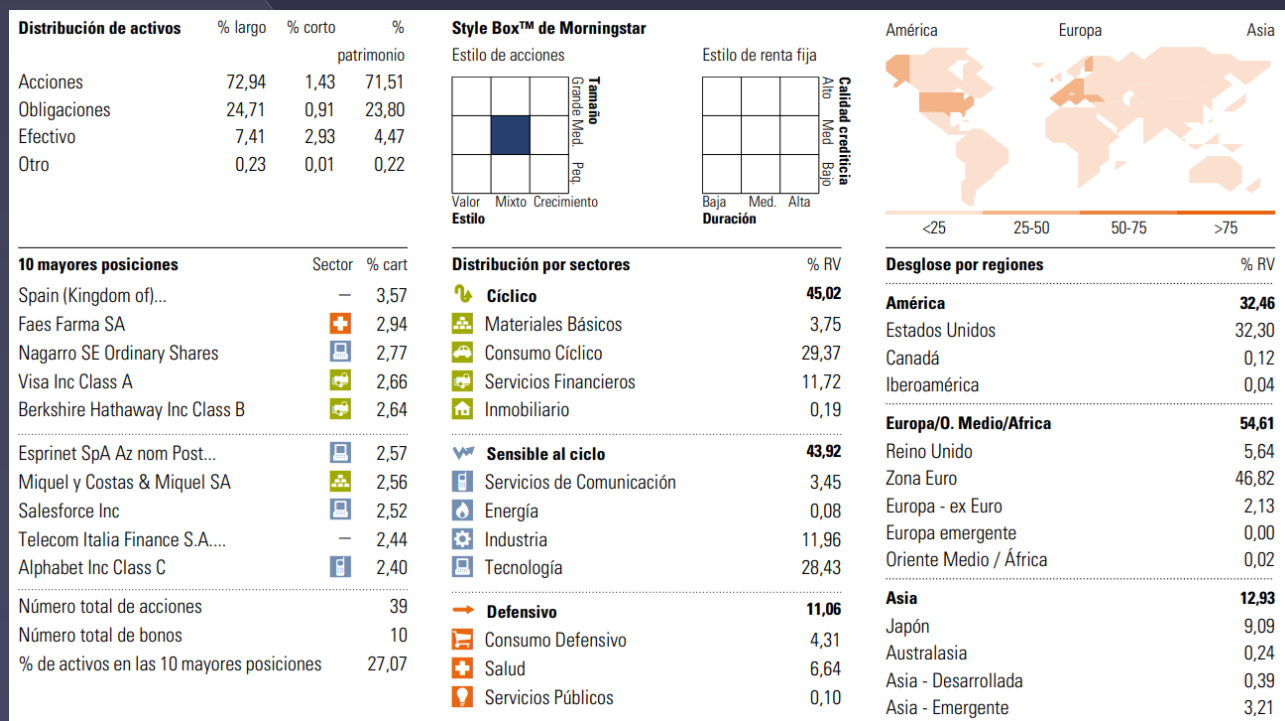 Distribución de activos % largo % corto %
patrimonio
Acciones 72,94 1,43 71,51
Obligaciones 24,71 0,91 23,80
Efectivo 7,41 2,93 4,47
Otro 0,23 0,01 0,22
Style Box™ de Morningstar
Estilo de acciones
Tamaño
Grande Med. Peq.
Valor Mixto Crecimiento
Estilo
Estilo de renta fija
Calidad crediticia
Alto Med Bajo
Baja Med. Alta
Duración
América Europa Asia
<25 25-50 50-75 >75
10 mayores posiciones Sector % cart
Spain (Kingdom of)... – 3,57
Faes Farma SA 2,94
Nagarro SE Ordinary Shares 2,77
Visa Inc Class A 2,66
Berkshire Hathaway Inc Class B 2,64
Esprinet SpA Az nom Post... 2,57
Miquel y Costas & Miquel SA 2,56
Salesforce Inc 2,52
Telecom Italia Finance S.A.... – 2,44
Alphabet Inc Class C 2,40
Número total de acciones 39
Número total de bonos 10
% de activos en las 10 mayores posiciones 27,07
Distribución por sectores % RV
Cíclico 45,02
Materiales Básicos 3,75
Consumo Cíclico 29,37
Servicios Financieros 11,72
Inmobiliario 0,19
Sensible al ciclo 43,92
Servicios de Comunicación 3,45
Energía 0,08
Industria 11,96
Tecnología 28,43
Defensivo 11,06
Consumo Defensivo 4,31
Salud 6,64
Servicios Públicos 0,10
Desglose por regiones % RV
América 32,46
Estados Unidos 32,30
Canadá 0,12
Iberoamérica 0,04
Europa/O. Medio/Africa 54,61
Reino Unido 5,64
Zona Euro 46,82
Europa - ex Euro 2,13
Europa emergente 0,00
Oriente Medio / África 0,02
Asia 12,93
Japón 9,09
Australasia 0,24
Asia - Desarrollada 0,39
Asia - Emergente 3,21